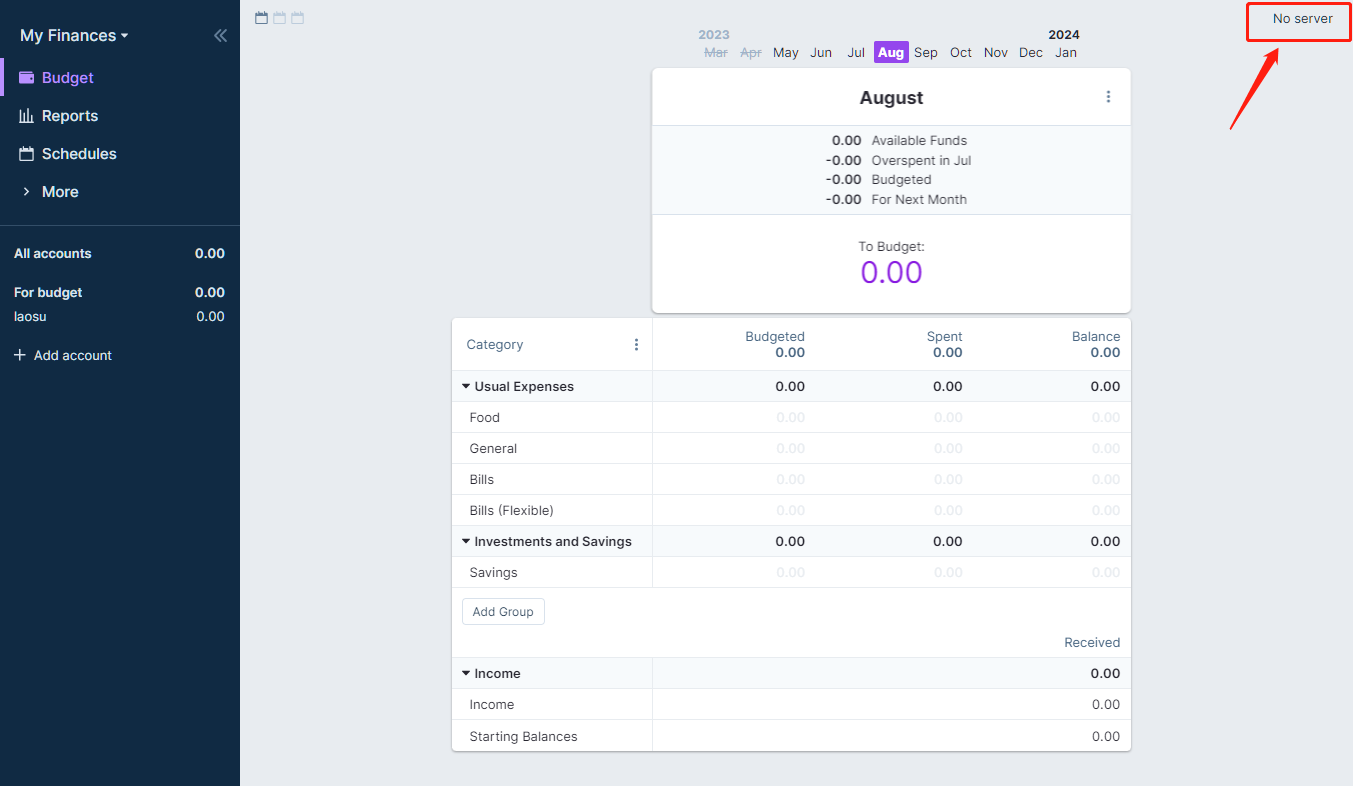 My Finances
Budget
Reports
Schedules
More
All accounts 0.00
For budget 0.00
laosu 0.00
Add account
No server
2023 2024
Mar Apr May Jun Jul Aug Sep Oct Nov Dec Jan
August
0.00 Available Funds
-0.00 Overspent in Jul
-0.00 Budgeted
-0.00 For Next Month
To Budget:
0.00
Category Budgeted Spent Balance
0.00 0.00 0.00
Usual Expenses 0.00 0.00 0.00
Food 0.00 0.00 0.00
General 0.00 0.00 0.00
Bills 0.00 0.00 0.00
Bills (Flexible) 0.00 0.00 0.00
Investments and Savings 0.00 0.00 0.00
Savings 0.00 0.00 0.00
Add Group
Received
Income 0.00
Income 0.00
Starting Balances 0.00